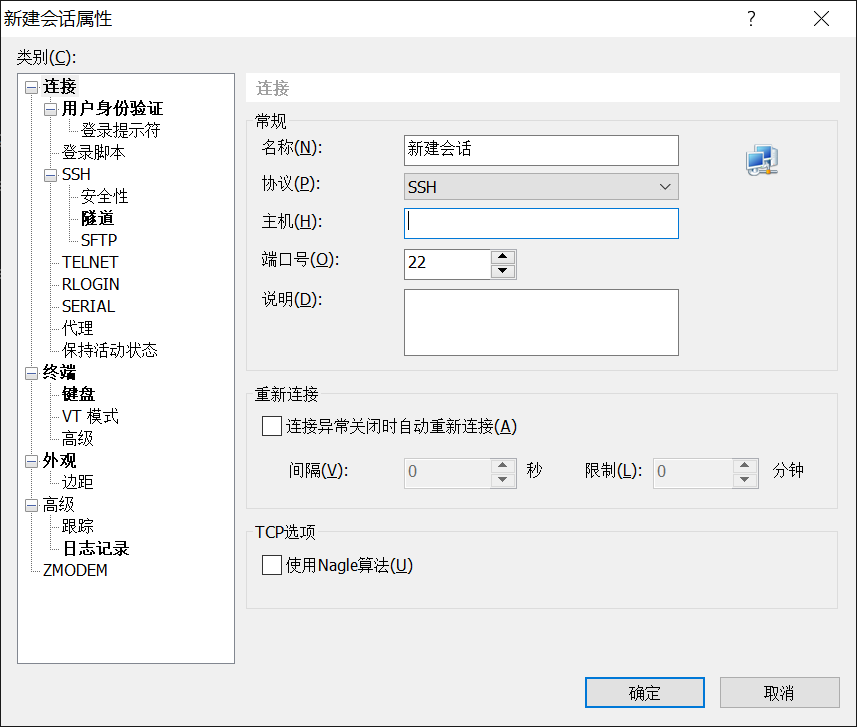 新建会话属性
?
类别(C):
连接
用户身份验证
登录提示符
登录脚本
SSH
安全性
隧道
SFTP
TELNET
RLOGIN
SERIAL
代理
保持活动状态
终端
键盘
VT 模式
高级
外观
边距
高级
跟踪
日志记录
ZMODEM
连接
常规
名称(N): 新建会话
协议(P): SSH
主机(H):
端口号(O): 22
说明(D):
重新连接
连接异常关闭时自动重新连接(A)
间隔(V): 0 秒 限制(L): 0 分钟
TCP选项
使用Nagle算法(U)
确定 取消